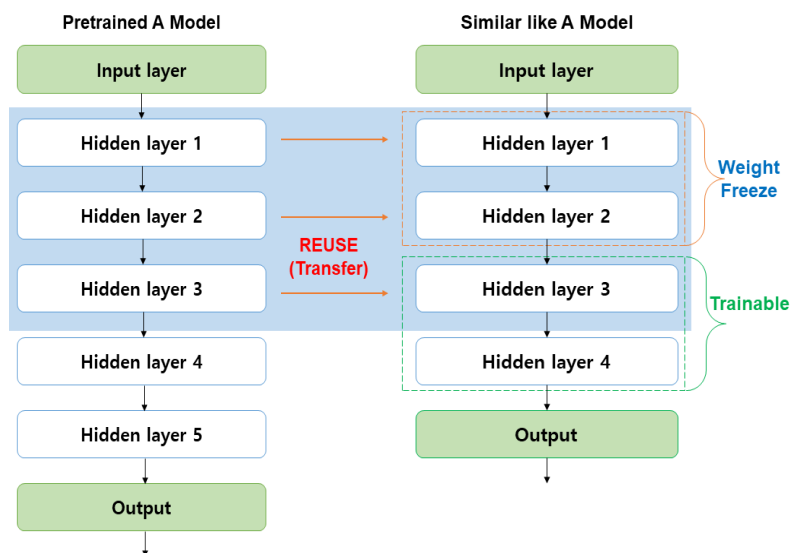 Pretrained A Model
Input layer
Hidden layer 1
Hidden layer 2
Hidden layer 3
Hidden layer 4
Hidden layer 5
Output
REUSE
(Transfer)
Similar like A Model
Input layer
Hidden layer 1
Hidden layer 2
Hidden layer 3
Hidden layer 4
Output
Weight
Freeze
Trainable